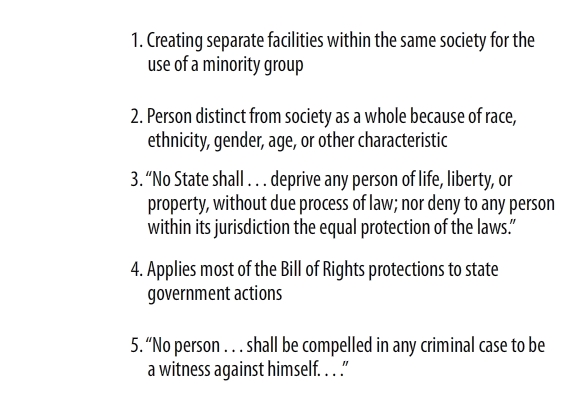 1. Creating separate facilities within the same society for the
use of a minority group
2. Person distinct from society as a whole because of race,
ethnicity, gender, age, or other characteristic
3. “No State shall . . . deprive any person of life, liberty, or
property, without due process of law; nor deny to any person
within its jurisdiction the equal protection of the laws.”
4. Applies most of the Bill of Rights protections to state
government actions
5. “No person . . . shall be compelled in any criminal case to be
a witness against himself. . . .”